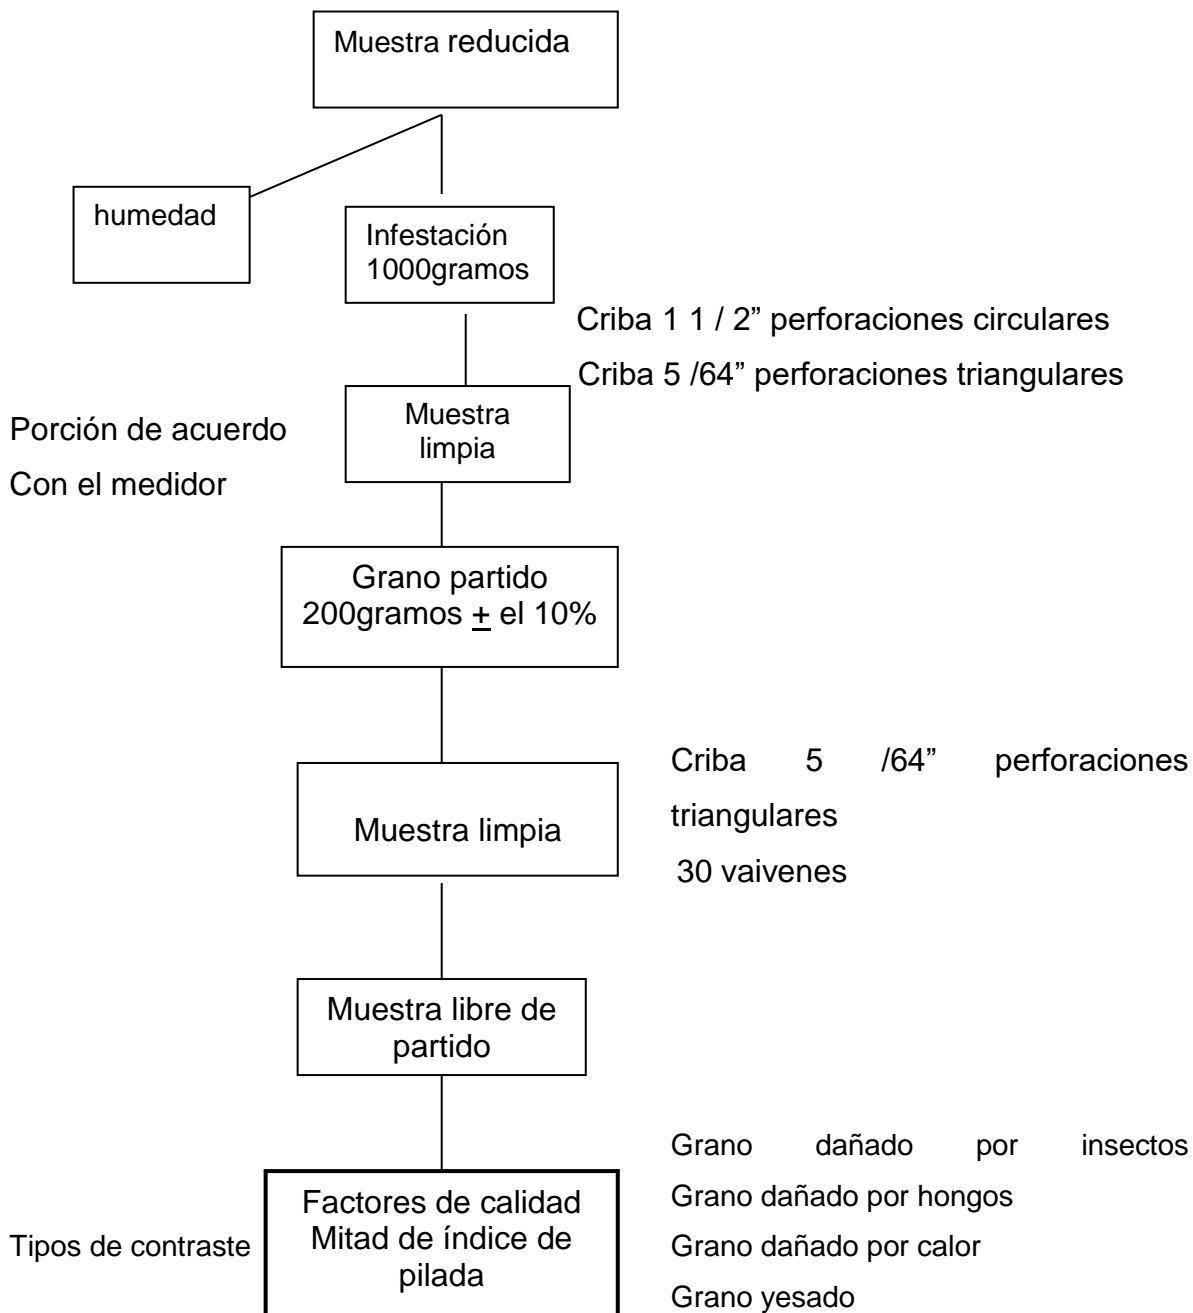 Muestra reducida
humedad
Infestación
1000gramos
Criba 1 1 / 2” perforaciones circulares
Criba 5 /64” perforaciones triangulares
Muestra
limpia
Porción de acuerdo
Con el medidor
Grano partido
200gramos + el 10%
Muestra limpia
Criba 5 /64” perforaciones
triangulares
30 vaivenes
Muestra libre de
partido
Factores de calidad
Mitad de índice de
pilada
Tipos de contraste
Grano dañado por insectos
Grano dañado por hongos
Grano dañado por calor
Grano yesado